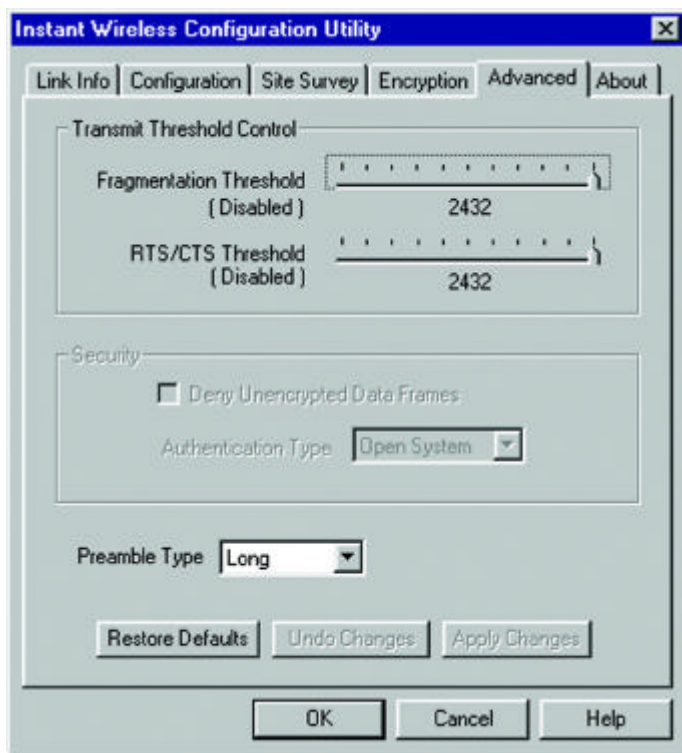 Instant Wireless Configuration Utility
Link Info Configuration Site Survey Encryption Advanced About
Transmit Threshold Control
Fragmentation Threshold
( Disabled )
2432
RTS/CTS Threshold
( Disabled )
2432
Security
Deny Unencrypted Data Frames
Authentication Type Open System
Preamble Type Long
Restore Defaults Undo Changes Apply Changes
OK Cancel Help